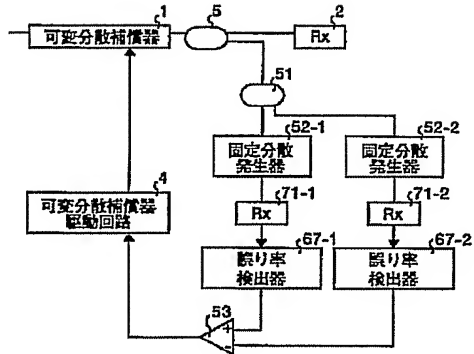 1
5
2
可変分散補償器
Rx
51
52-1
52-2
固定分散
発生器
固定分散
発生器
4
71-1
71-2
可変分散補償器
駆動回路
Rx
Rx
67-1
67-2
誤り率
検出器
誤り率
検出器
53
+
-